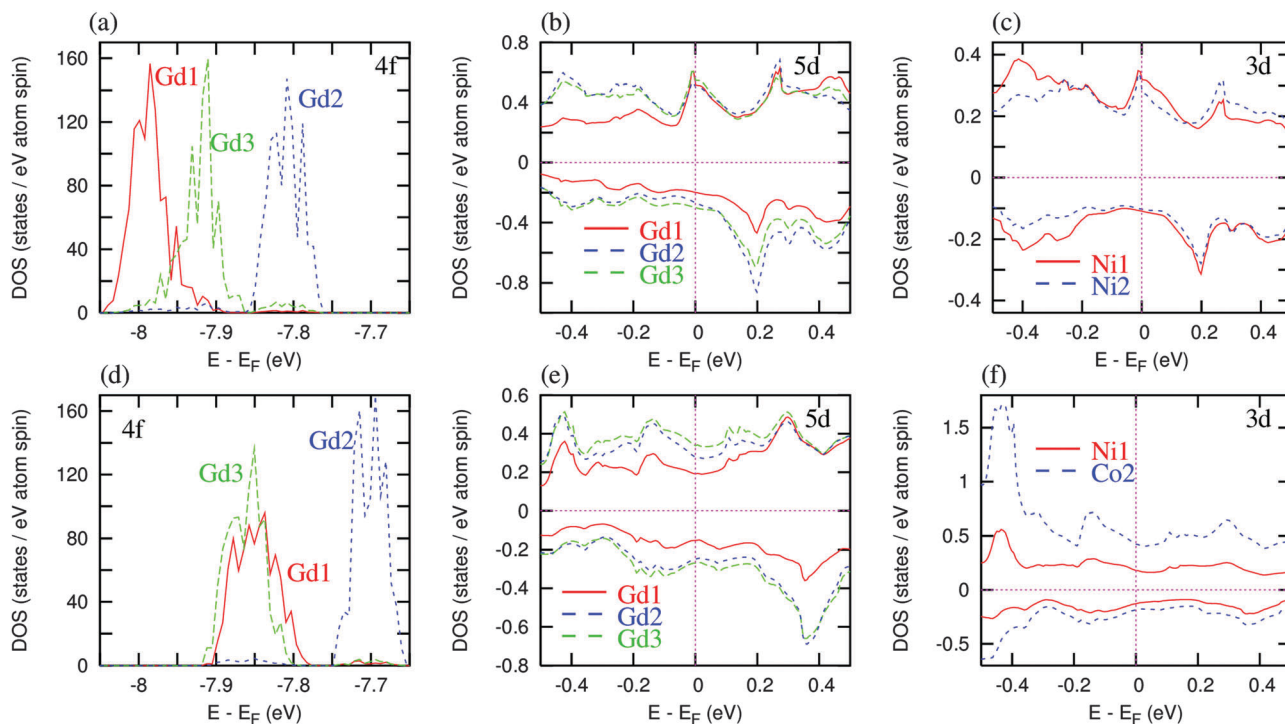 (a)
DOS (states / eV atom spin)
160
120
80
40
0
4f
Gd1
Gd3
Gd2
-8
-7.9
-7.8
-7.7
E - E_F (eV)
(b)
DOS (states / eV atom spin)
0.8
0.4
0
-0.4
-0.8
5d
Gd1
Gd2
Gd3
-0.4
-0.2
0
0.2
0.4
E - E_F (eV)
(c)
DOS (states / eV atom spin)
0.4
0.2
0
-0.2
-0.4
3d
Ni1
Ni2
-0.4
-0.2
0
0.2
0.4
E - E_F (eV)
(d)
DOS (states / eV atom spin)
160
120
80
40
0
4f
Gd2
Gd3
Gd1
-8
-7.9
-7.8
-7.7
E - E_F (eV)
(e)
DOS (states / eV atom spin)
0.6
0.4
0.2
0
-0.2
-0.4
-0.6
-0.8
5d
Gd1
Gd2
Gd3
-0.4
-0.2
0
0.2
0.4
E - E_F (eV)
(f)
DOS (states / eV atom spin)
1.5
1
0.5
0
-0.5
3d
Ni1
Co2
-0.4
-0.2
0
0.2
0.4
E - E_F (eV)